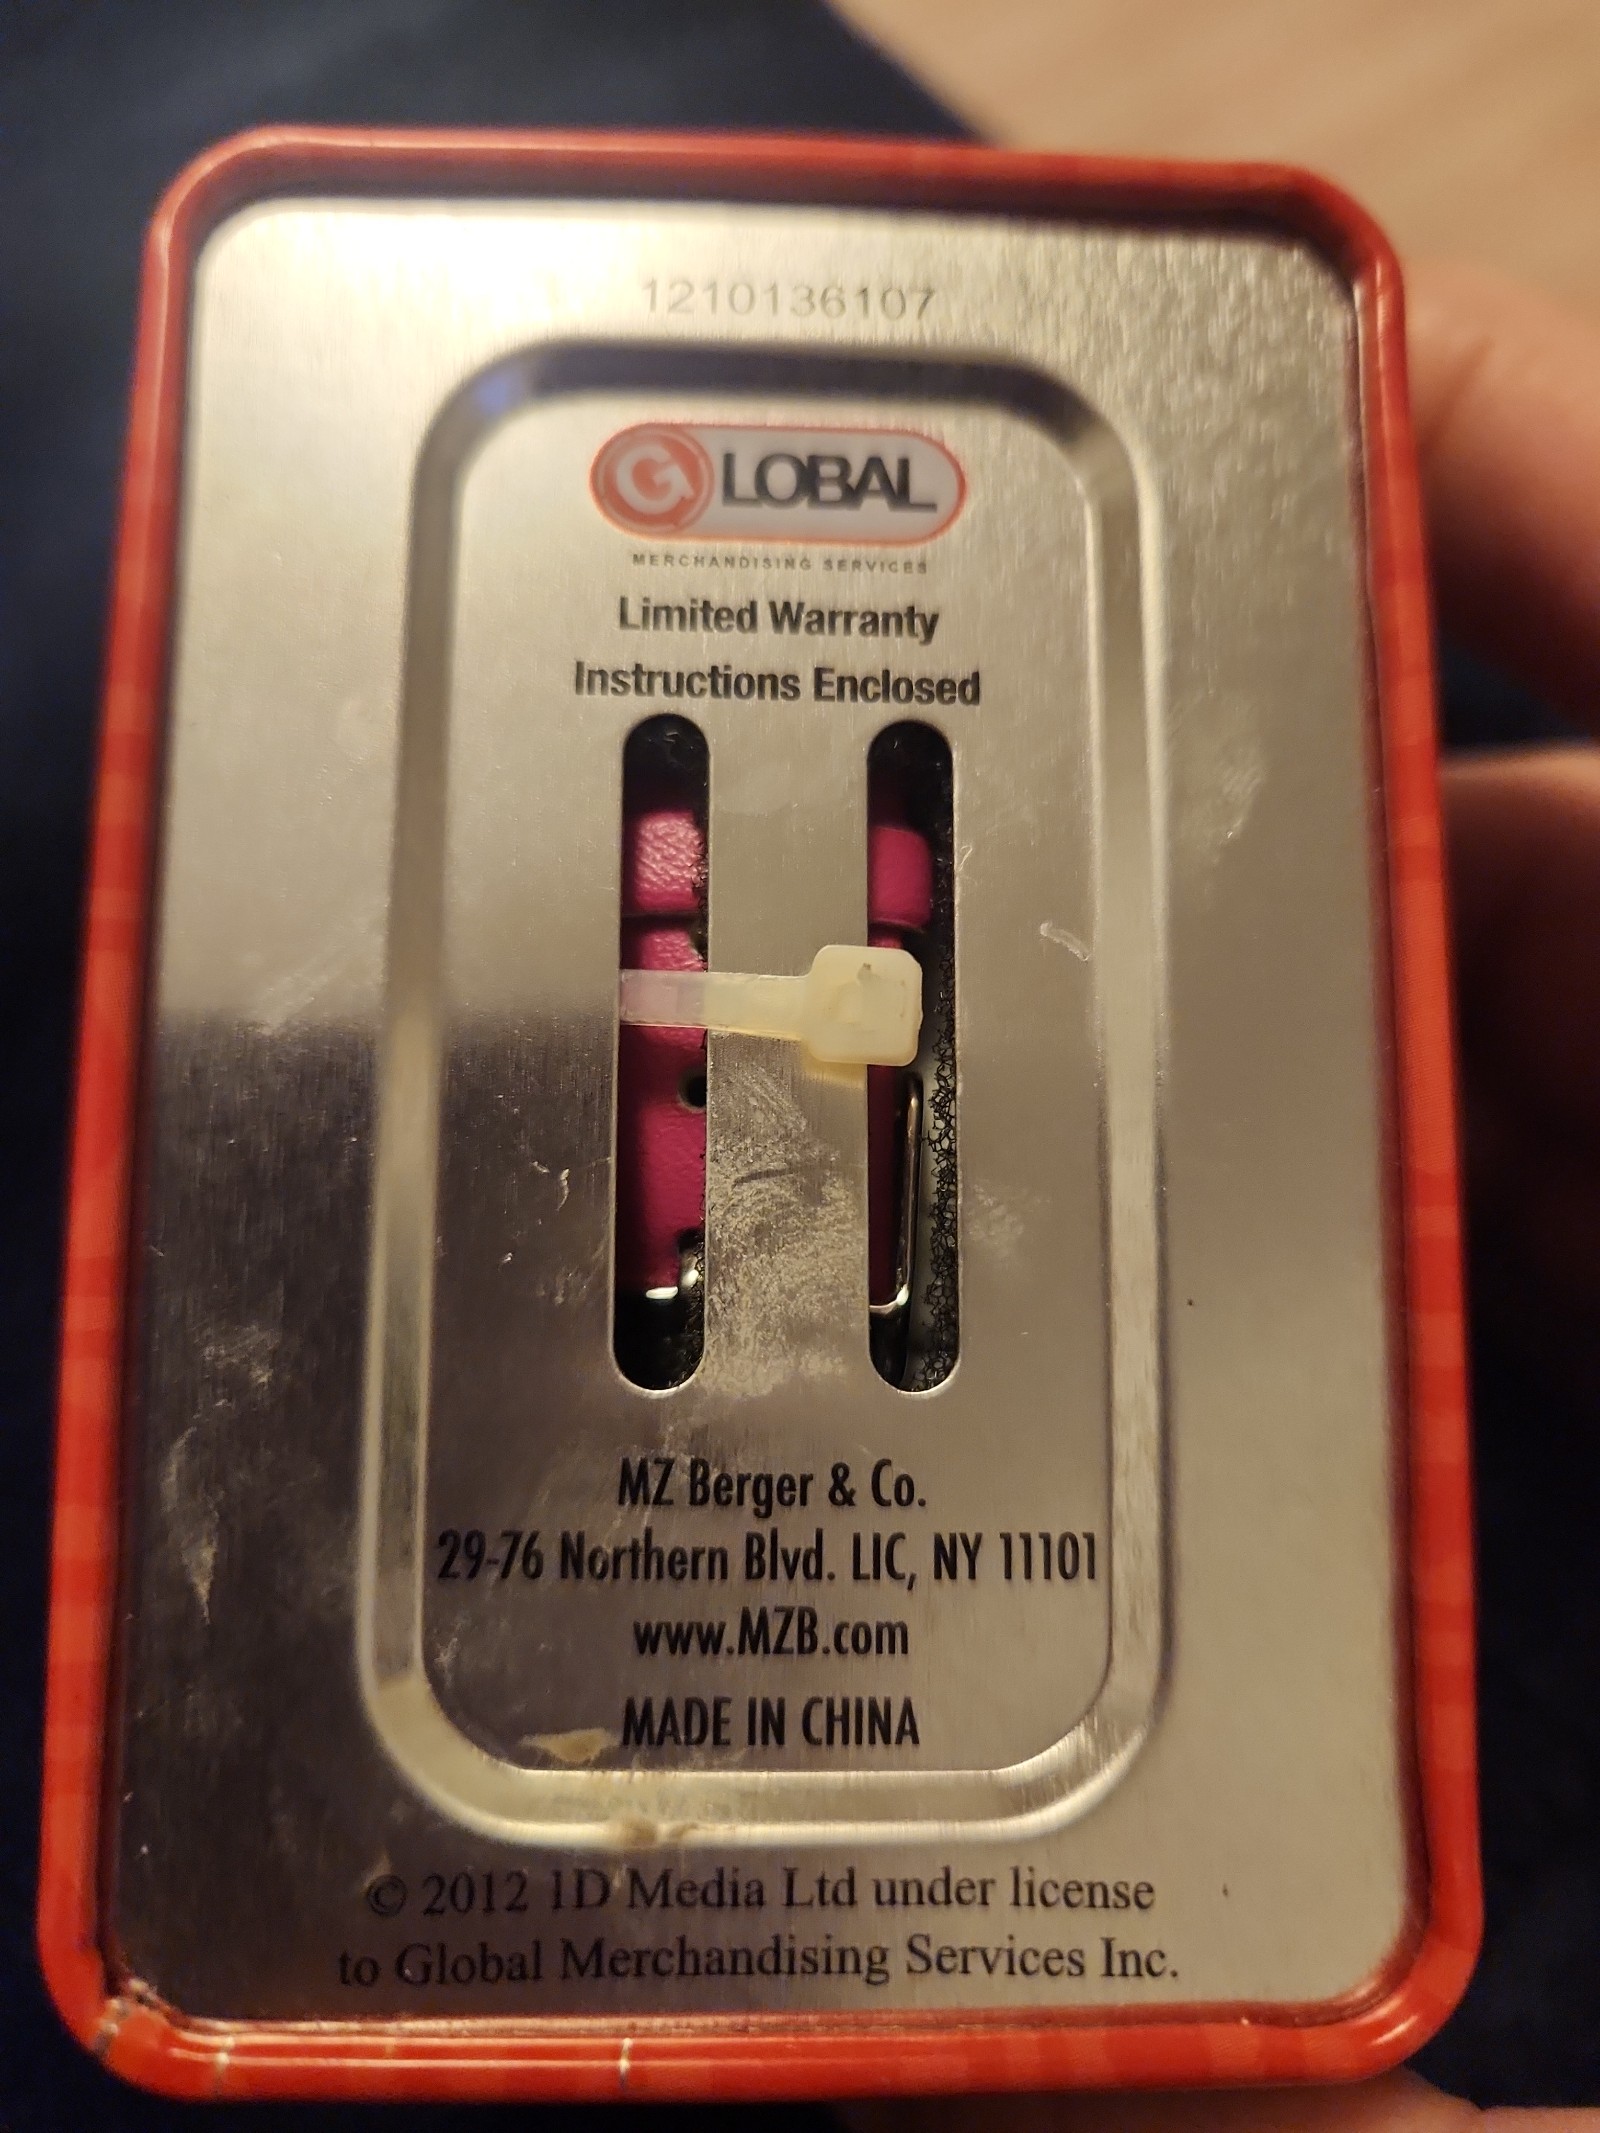 1210136107
GLOBAL
MERCHANDISING SERVICES
Limited Warranty
Instructions Enclosed
MZ Berger & Co.
29-76 Northern Blvd. LIC, NY 11101
www.MZB.com
MADE IN CHINA
© 2012 1D Media Ltd under license
to Global Merchandising Services Inc.